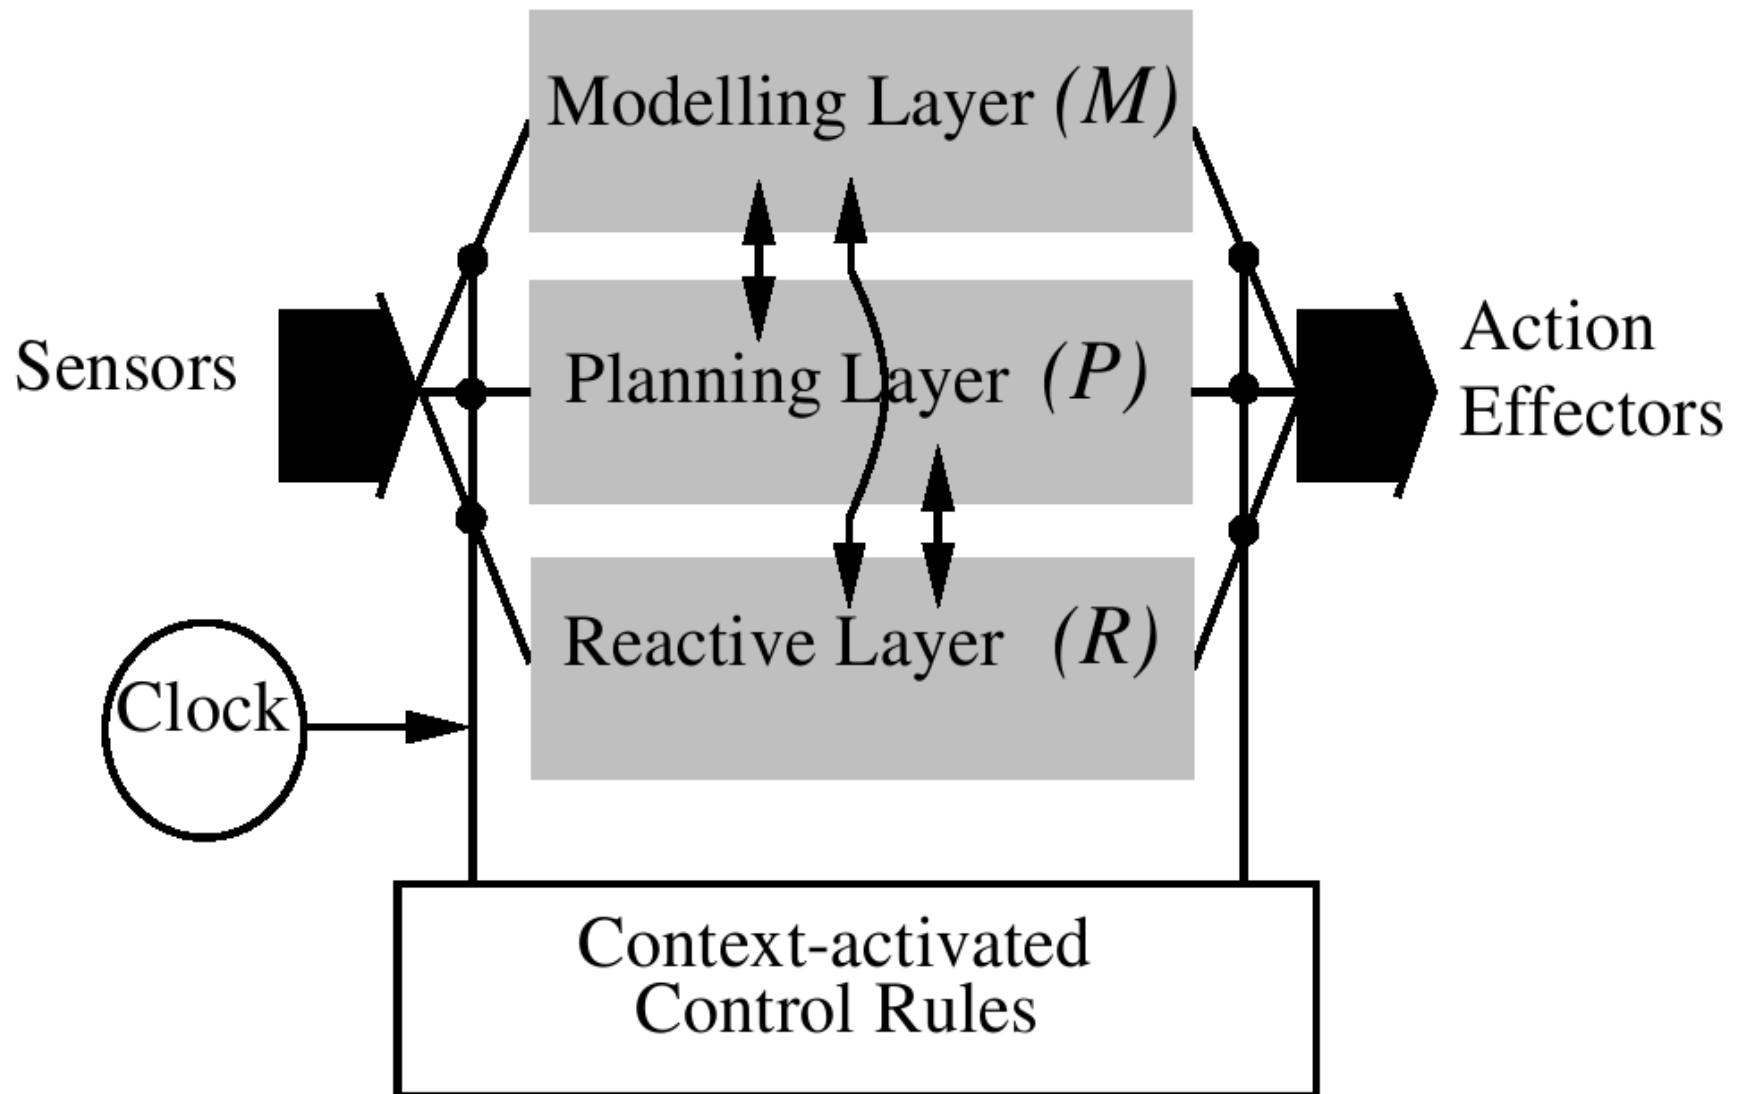 Modelling Layer (M)
Sensors
Planning Layer (P)
Action
Effectors
Reactive Layer (R)
Clock
Context-activated
Control Rules